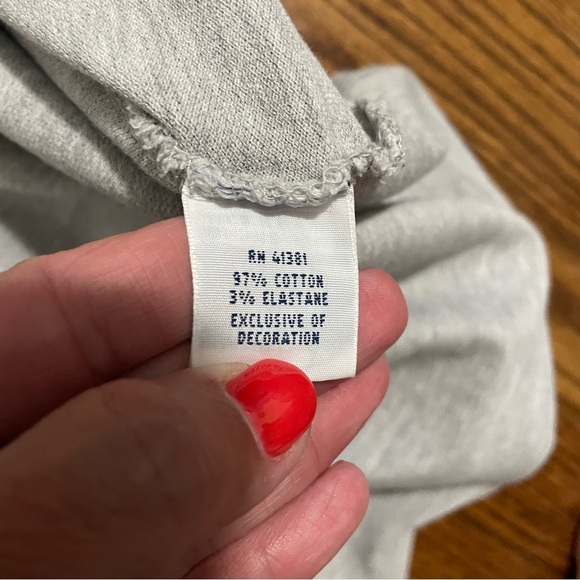 RN 41381
97% COTTON
3% ELASTANE
EXCLUSIVE OF
DECORATION